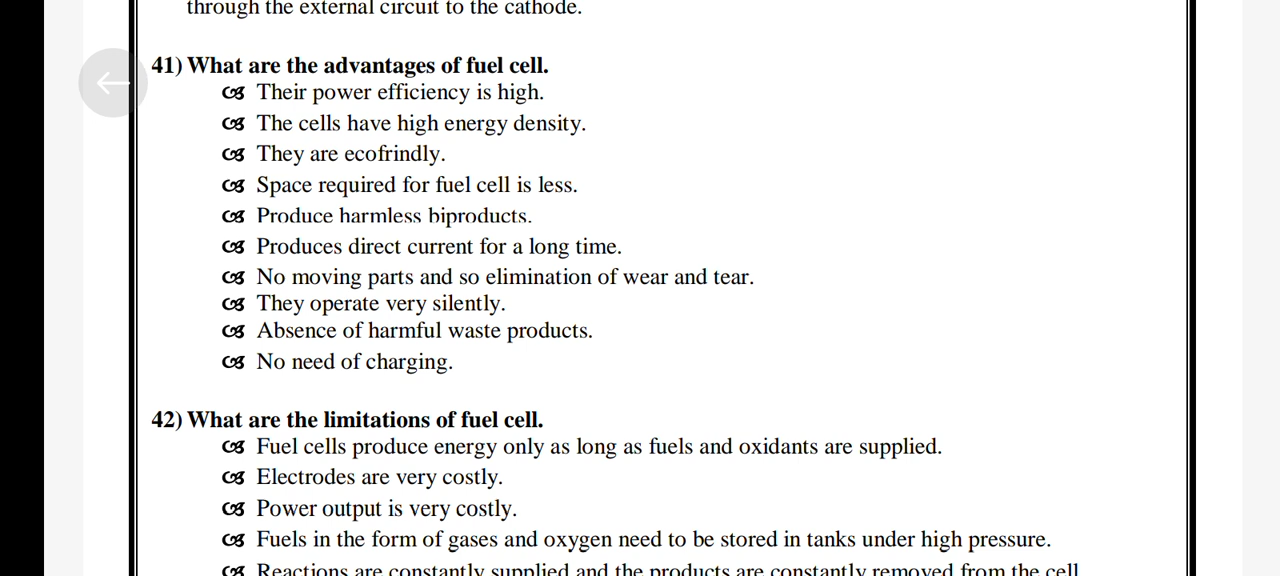 through the external circuit to the cathode.
41) What are the advantages of fuel cell.
Their power efficiency is high.
The cells have high energy density.
They are ecofrindly.
Space required for fuel cell is less.
Produce harmless biproducts.
Produces direct current for a long time.
No moving parts and so elimination of wear and tear.
They operate very silently.
Absence of harmful waste products.
No need of charging.
42) What are the limitations of fuel cell.
Fuel cells produce energy only as long as fuels and oxidants are supplied.
Electrodes are very costly.
Power output is very costly.
Fuels in the form of gases and oxygen need to be stored in tanks under high pressure.
Reactions are constantly supplied and the products are constantly removed from the cell